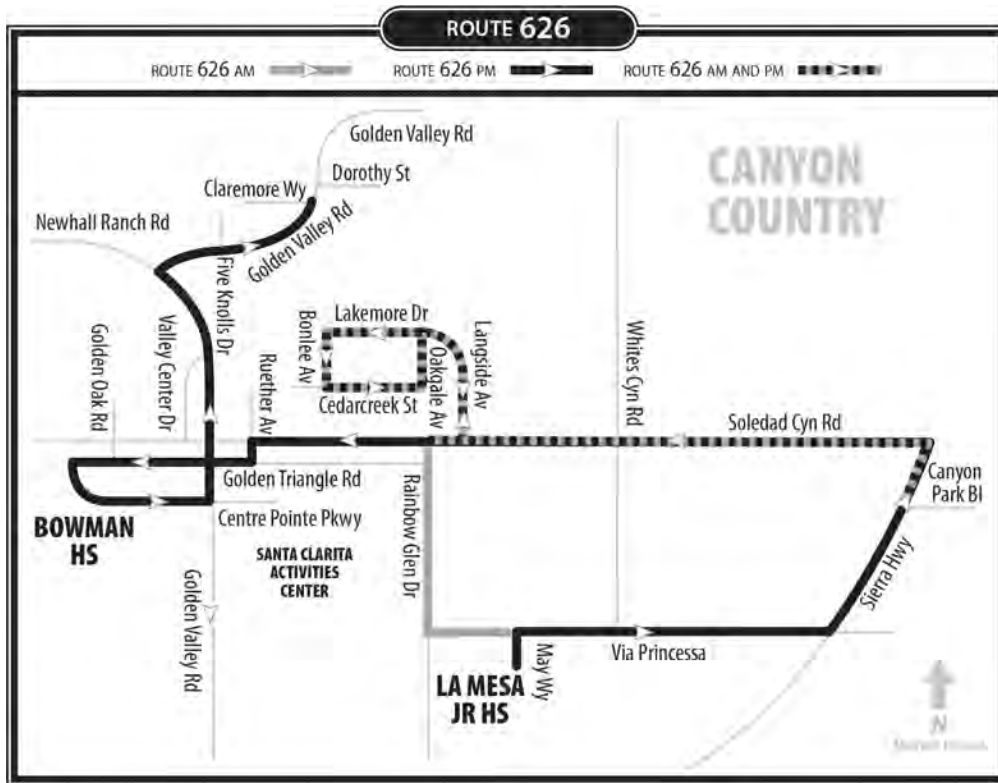 ROUTE 626
ROUTE 626 AM
ROUTE 626 PM
ROUTE 626 AM AND PM
Golden Valley Rd
CANYON
COUNTRY
Dorothy St
Claremore Wy
Newhall Ranch Rd
Golden Valley Rd
Five Knolls Dr
Lakemore Dr
Bonlee Av
Langside Av
Oakgale Av
Whites Cyn Rd
Golden Oak Rd
Valley Center Dr
Ruether Av
Cedarcreek St
Soledad Cyn Rd
Canyon
Park Bl
Golden Triangle Rd
Rainbow Glen Dr
BOWMAN
HS
Centre Pointe Pkwy
SANTA CLARITA
ACTIVITIES
CENTER
Sierra Hwy
Golden Valley Rd
May Wy
Via Princessa
LA MESA
JR HS
N